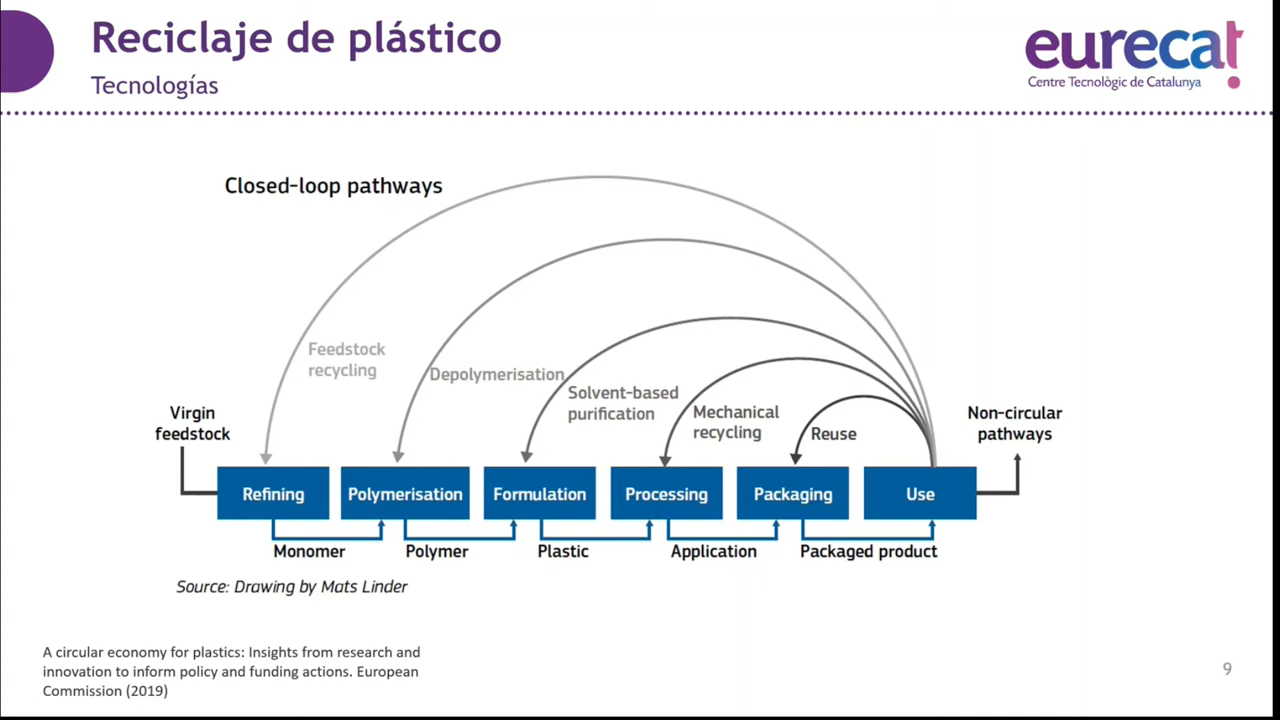 Reciclaje de plástico
Tecnologías
eurecat
Centre Tecnològic de Catalunya
Closed-loop pathways
Feedstock
recycling
Depolymerisation
Solvent-based
purification
Mechanical
recycling
Reuse
Virgin
feedstock
Non-circular
pathways
Refining
Polymerisation
Formulation
Processing
Packaging
Use
Monomer
Polymer
Plastic
Application
Packaged product
Source: Drawing by Mats Linder
A circular economy for plastics: Insights from research and
innovation to inform policy and funding actions. European
Commission (2019)
9